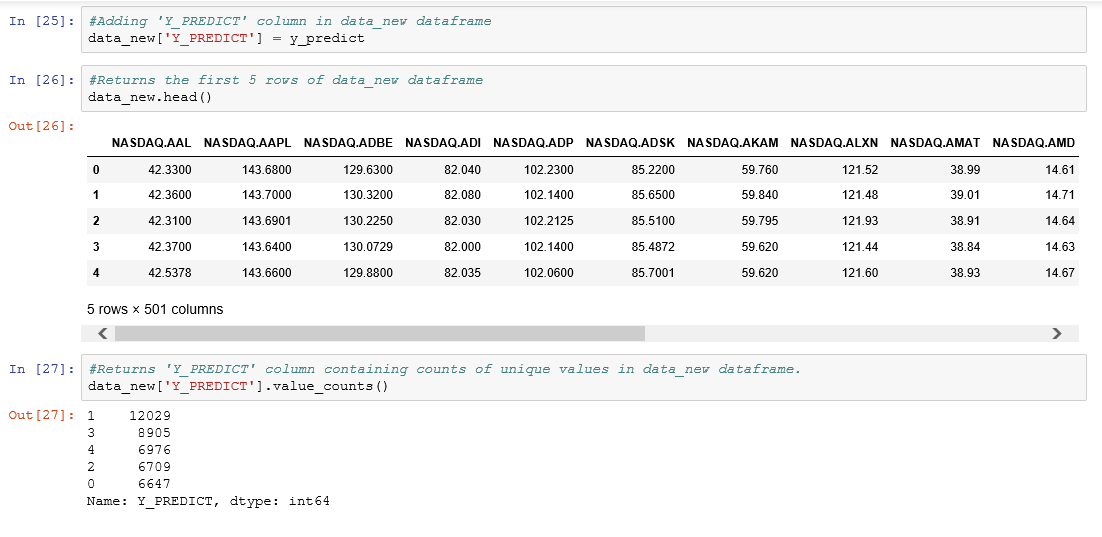 In [25]: #Adding 'Y_PREDICT' column in data_new dataframe
data_new['Y_PREDICT'] = y_predict
In [26]: #Returns the first 5 rows of data_new dataframe
data_new.head()
Out[26]:
NASDAQ.AAL NASDAQ.AAPL NASDAQ.ADBE NASDAQ.ADI NASDAQ.ADP NASDAQ.ADSK NASDAQ.AKAM NASDAQ.ALXN NASDAQ.AMAT NASDAQ.AMD
0 42.3300 143.6800 129.6300 82.040 102.2300 85.2200 59.760 121.52 38.99 14.61
1 42.3600 143.7000 130.3200 82.080 102.1400 85.6500 59.840 121.48 39.01 14.71
2 42.3100 143.6901 130.2250 82.030 102.2125 85.5100 59.795 121.93 38.91 14.64
3 42.3700 143.6400 130.0729 82.000 102.1400 85.4872 59.620 121.44 38.84 14.63
4 42.5378 143.6600 129.8800 82.035 102.0600 85.7001 59.620 121.60 38.93 14.67
5 rows × 501 columns
In [27]: #Returns 'Y_PREDICT' column containing counts of unique values in data_new dataframe.
data_new['Y_PREDICT'].value_counts()
Out[27]: 1 12029
3 8905
4 6976
2 6709
0 6647
Name: Y_PREDICT, dtype: int64